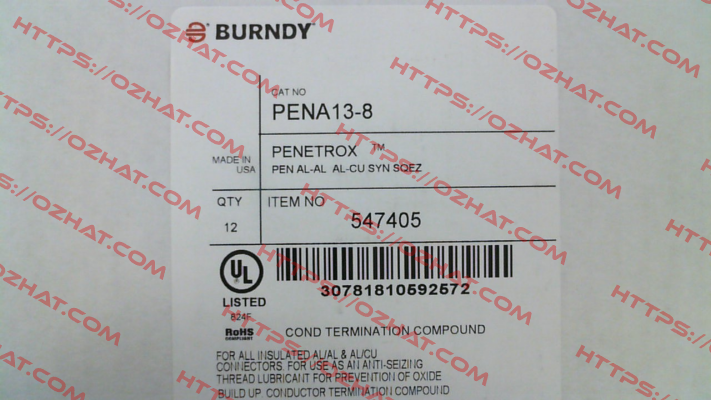 BURNDY
CAT NO
PENA13-8
MADE IN USA
PENETROX ™
PEN AL-AL AL-CU SYN SQEZ
QTY
12
ITEM NO
547405
UL
LISTED
824F
RoHS
COMPLIANT
30781810592572
COND TERMINATION COMPOUND
FOR ALL INSULATED AL/AL & AL/CU
CONNECTORS. FOR USE AS AN ANTI-SEIZING
THREAD LUBRICANT FOR PREVENTION OF OXIDE
BUILD UP. CONDUCTOR TERMINATION COMPOUND
HTTPS://OZHAT.COM